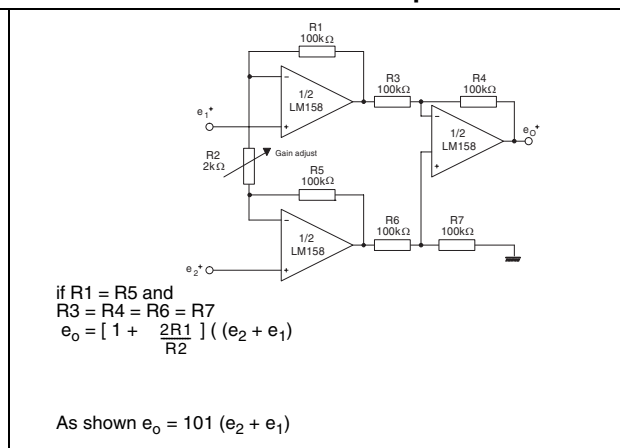 R1
100kΩ
1/2
LM158
R3
100kΩ
R4
100kΩ
e1+
1/2
LM158
eO+
R2
2kΩ
Gain adjust
R5
100kΩ
R6
100kΩ
R7
100kΩ
1/2
LM158
e2+
if R1 = R5 and
R3 = R4 = R6 = R7
eo = [ 1 + 2R1/R2 ] ( (e2 + e1)
As shown eo = 101 (e2 + e1)